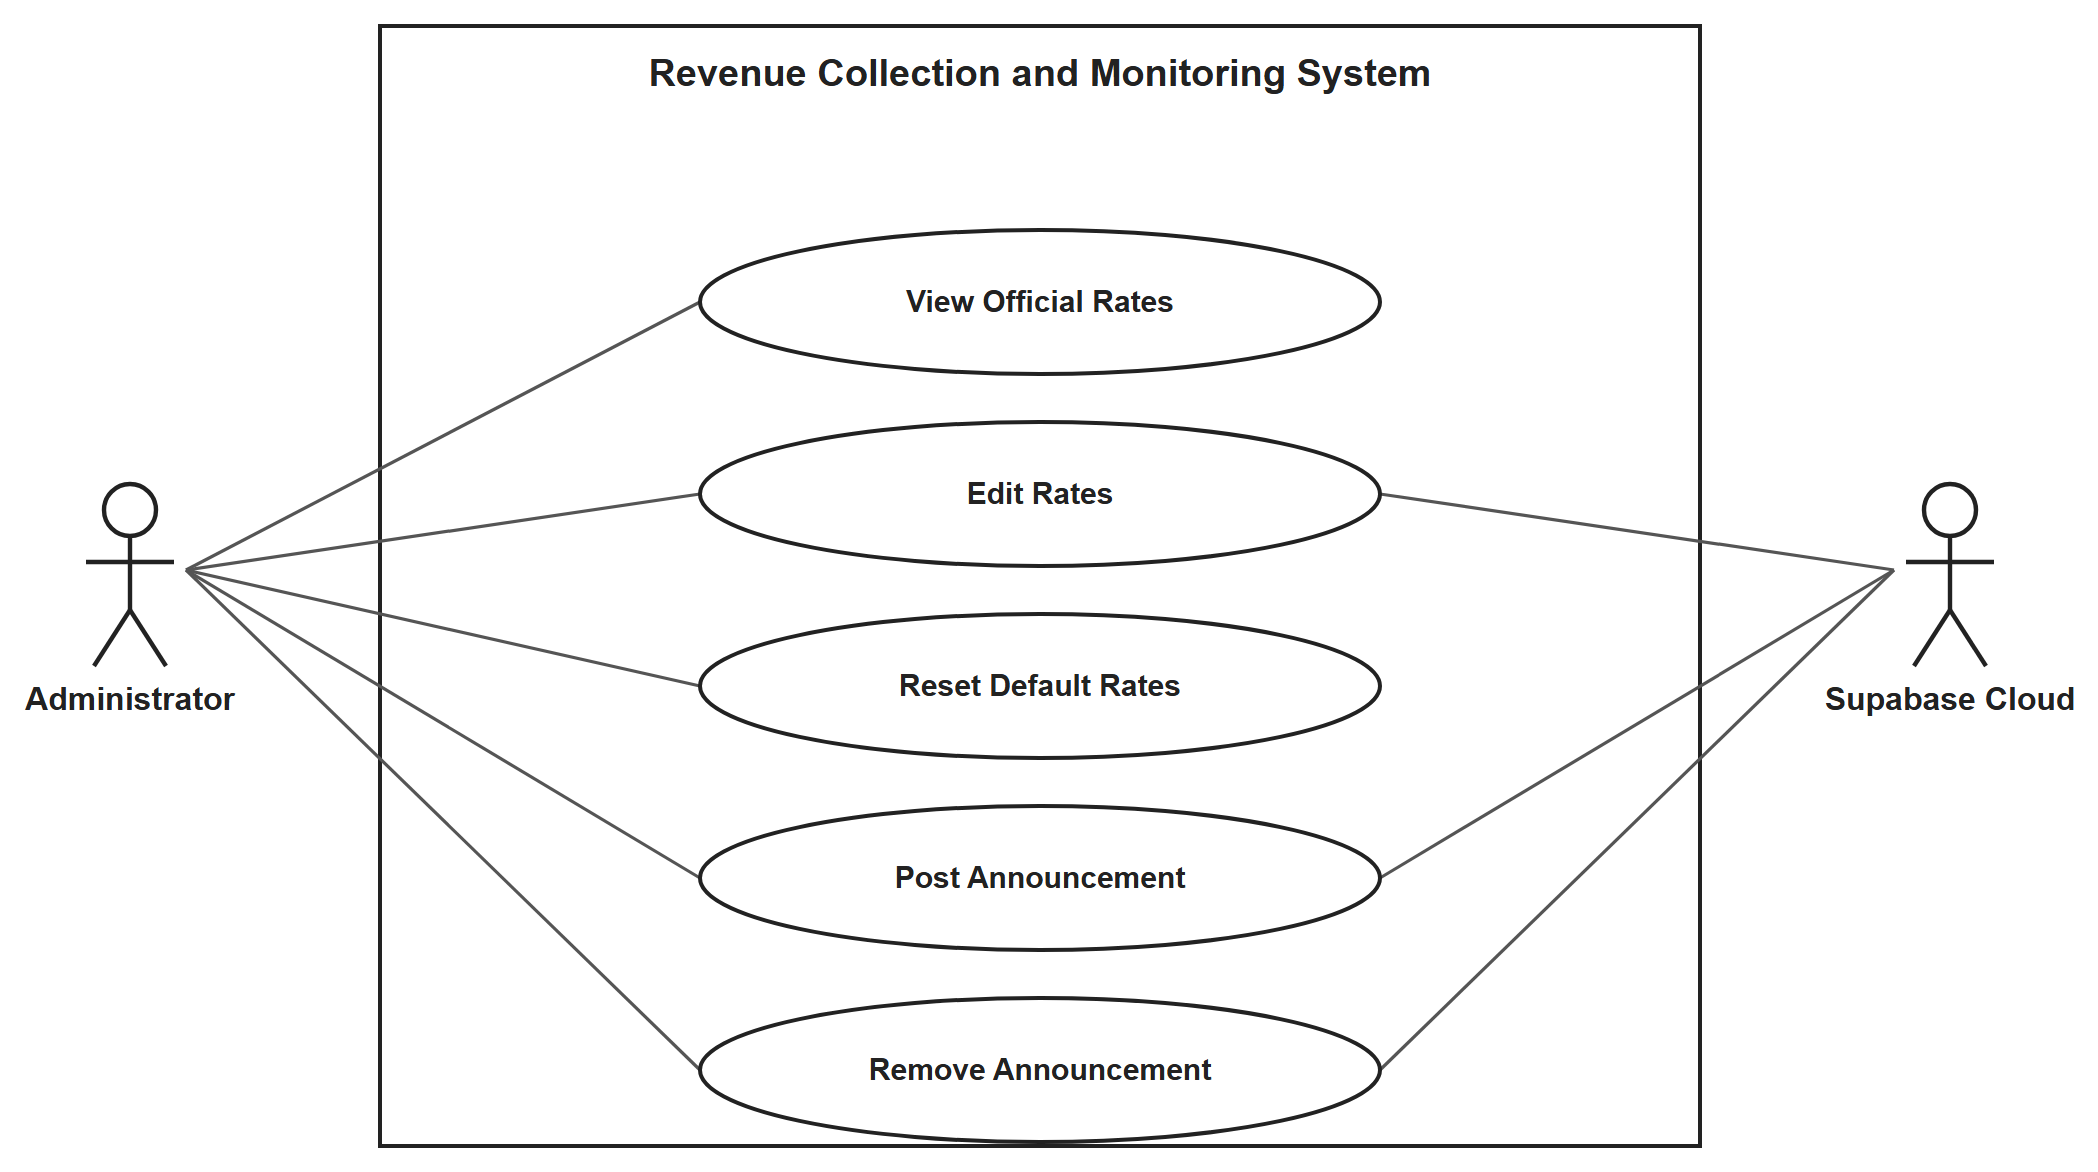 Revenue Collection and Monitoring System
View Official Rates
Edit Rates
Reset Default Rates
Administrator
Supabase Cloud
Post Announcement
Remove Announcement